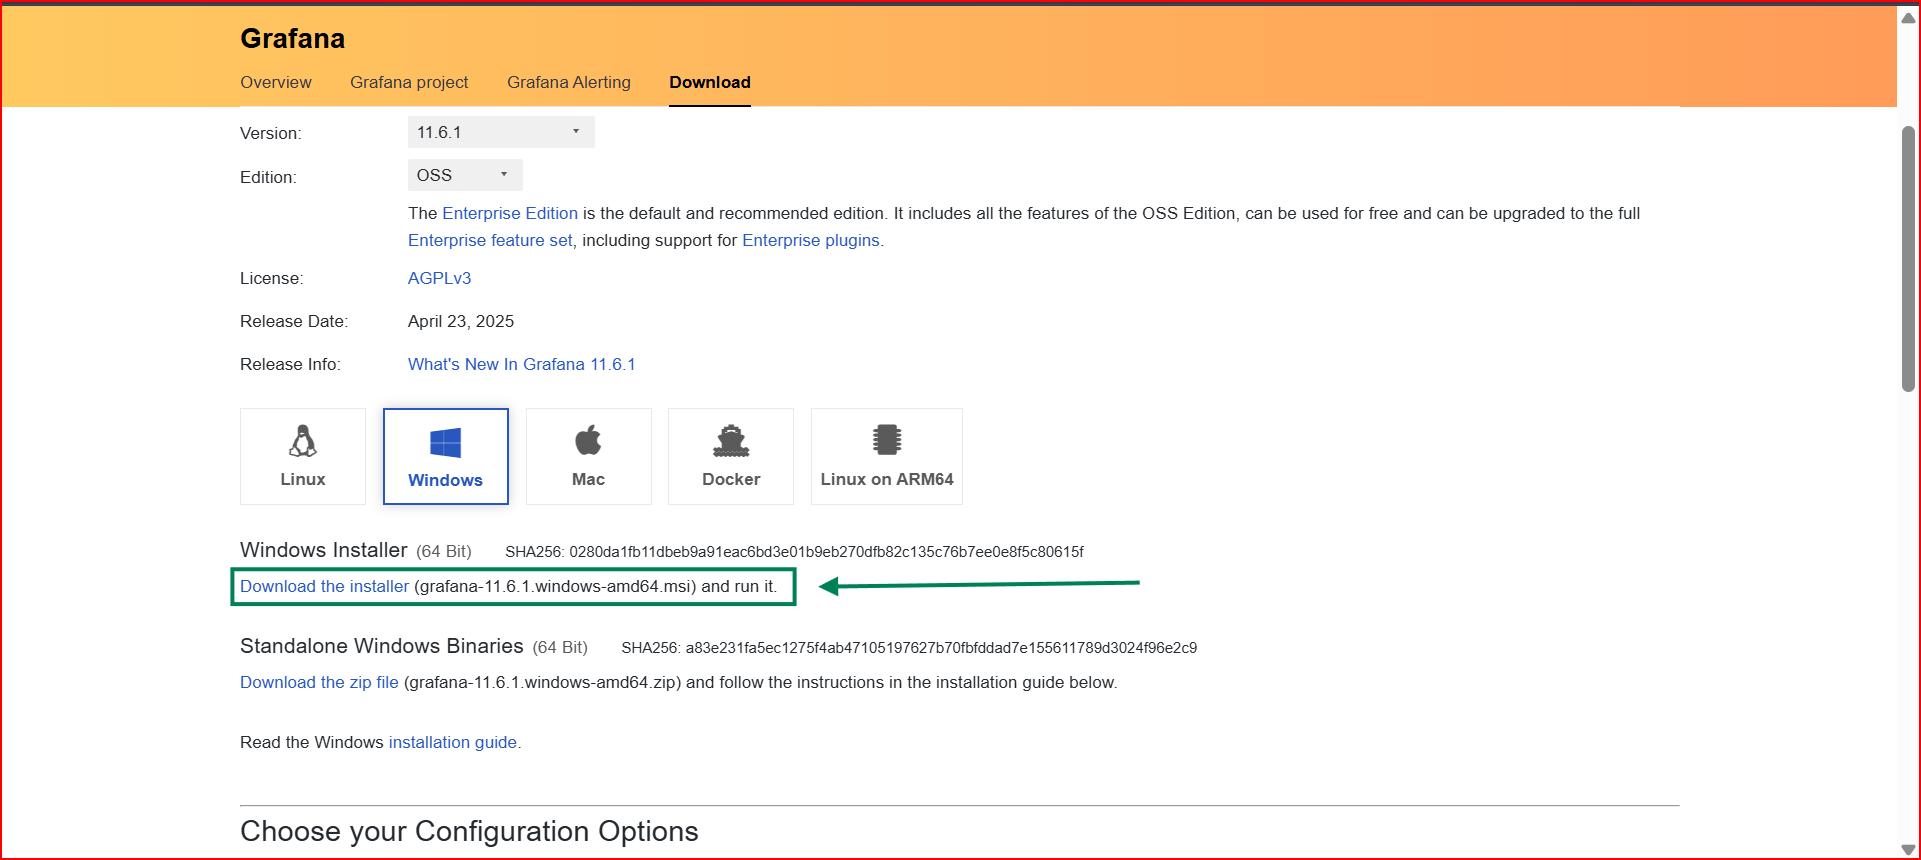 Grafana
Overview Grafana project Grafana Alerting Download
Version: 11.6.1
Edition: OSS
The Enterprise Edition is the default and recommended edition. It includes all the features of the OSS Edition, can be used for free and can be upgraded to the full
Enterprise feature set, including support for Enterprise plugins.
License: AGPLv3
Release Date: April 23, 2025
Release Info: What's New In Grafana 11.6.1
Linux Windows Mac Docker Linux on ARM64
Windows Installer (64 Bit) SHA256: 0280da1fb11dbeb9a91eac6bd3e01b9eb270dfb82c135c76b7ee0e8f5c80615f
Download the installer (grafana-11.6.1.windows-amd64.msi) and run it.
Standalone Windows Binaries (64 Bit) SHA256: a83e231fa5ec1275f4ab47105197627b70fbfddad7e155611789d3024f96e2c9
Download the zip file (grafana-11.6.1.windows-amd64.zip) and follow the instructions in the installation guide below.
Read the Windows installation guide.
Choose your Configuration Options